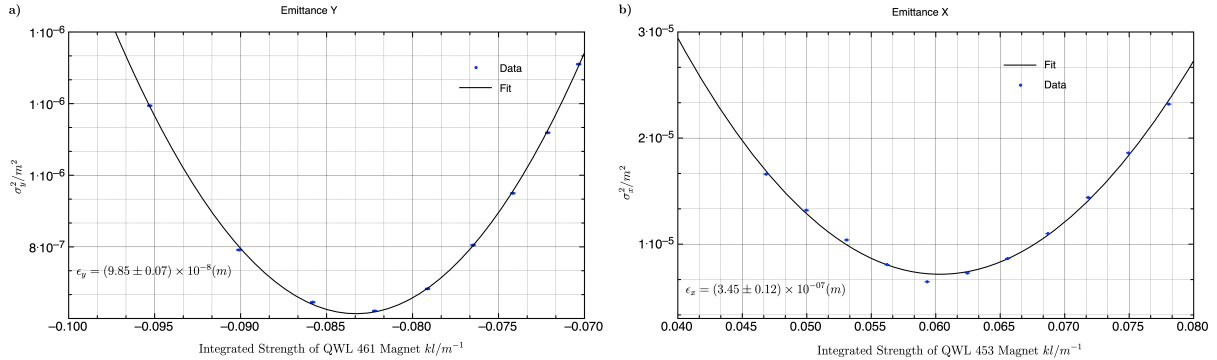 a)
Emittance Y
1·10⁻⁶
1·10⁻⁶
1·10⁻⁶
8·10⁻⁷
σ_y²/m²
Data
Fit
ϵ_y = (9.85 ± 0.07) × 10⁻⁸(m)
−0.100 −0.095 −0.090 −0.085 −0.080 −0.075 −0.070
Integrated Strength of QWL 461 Magnet kl/m⁻¹
b)
Emittance X
3·10⁻⁵
2·10⁻⁵
1·10⁻⁵
σ_x²/m²
Fit
Data
ϵ_x = (3.45 ± 0.12) × 10⁻⁰⁷(m)
0.040 0.045 0.050 0.055 0.060 0.065 0.070 0.075 0.080
Integrated Strength of QWL 453 Magnet kl/m⁻¹